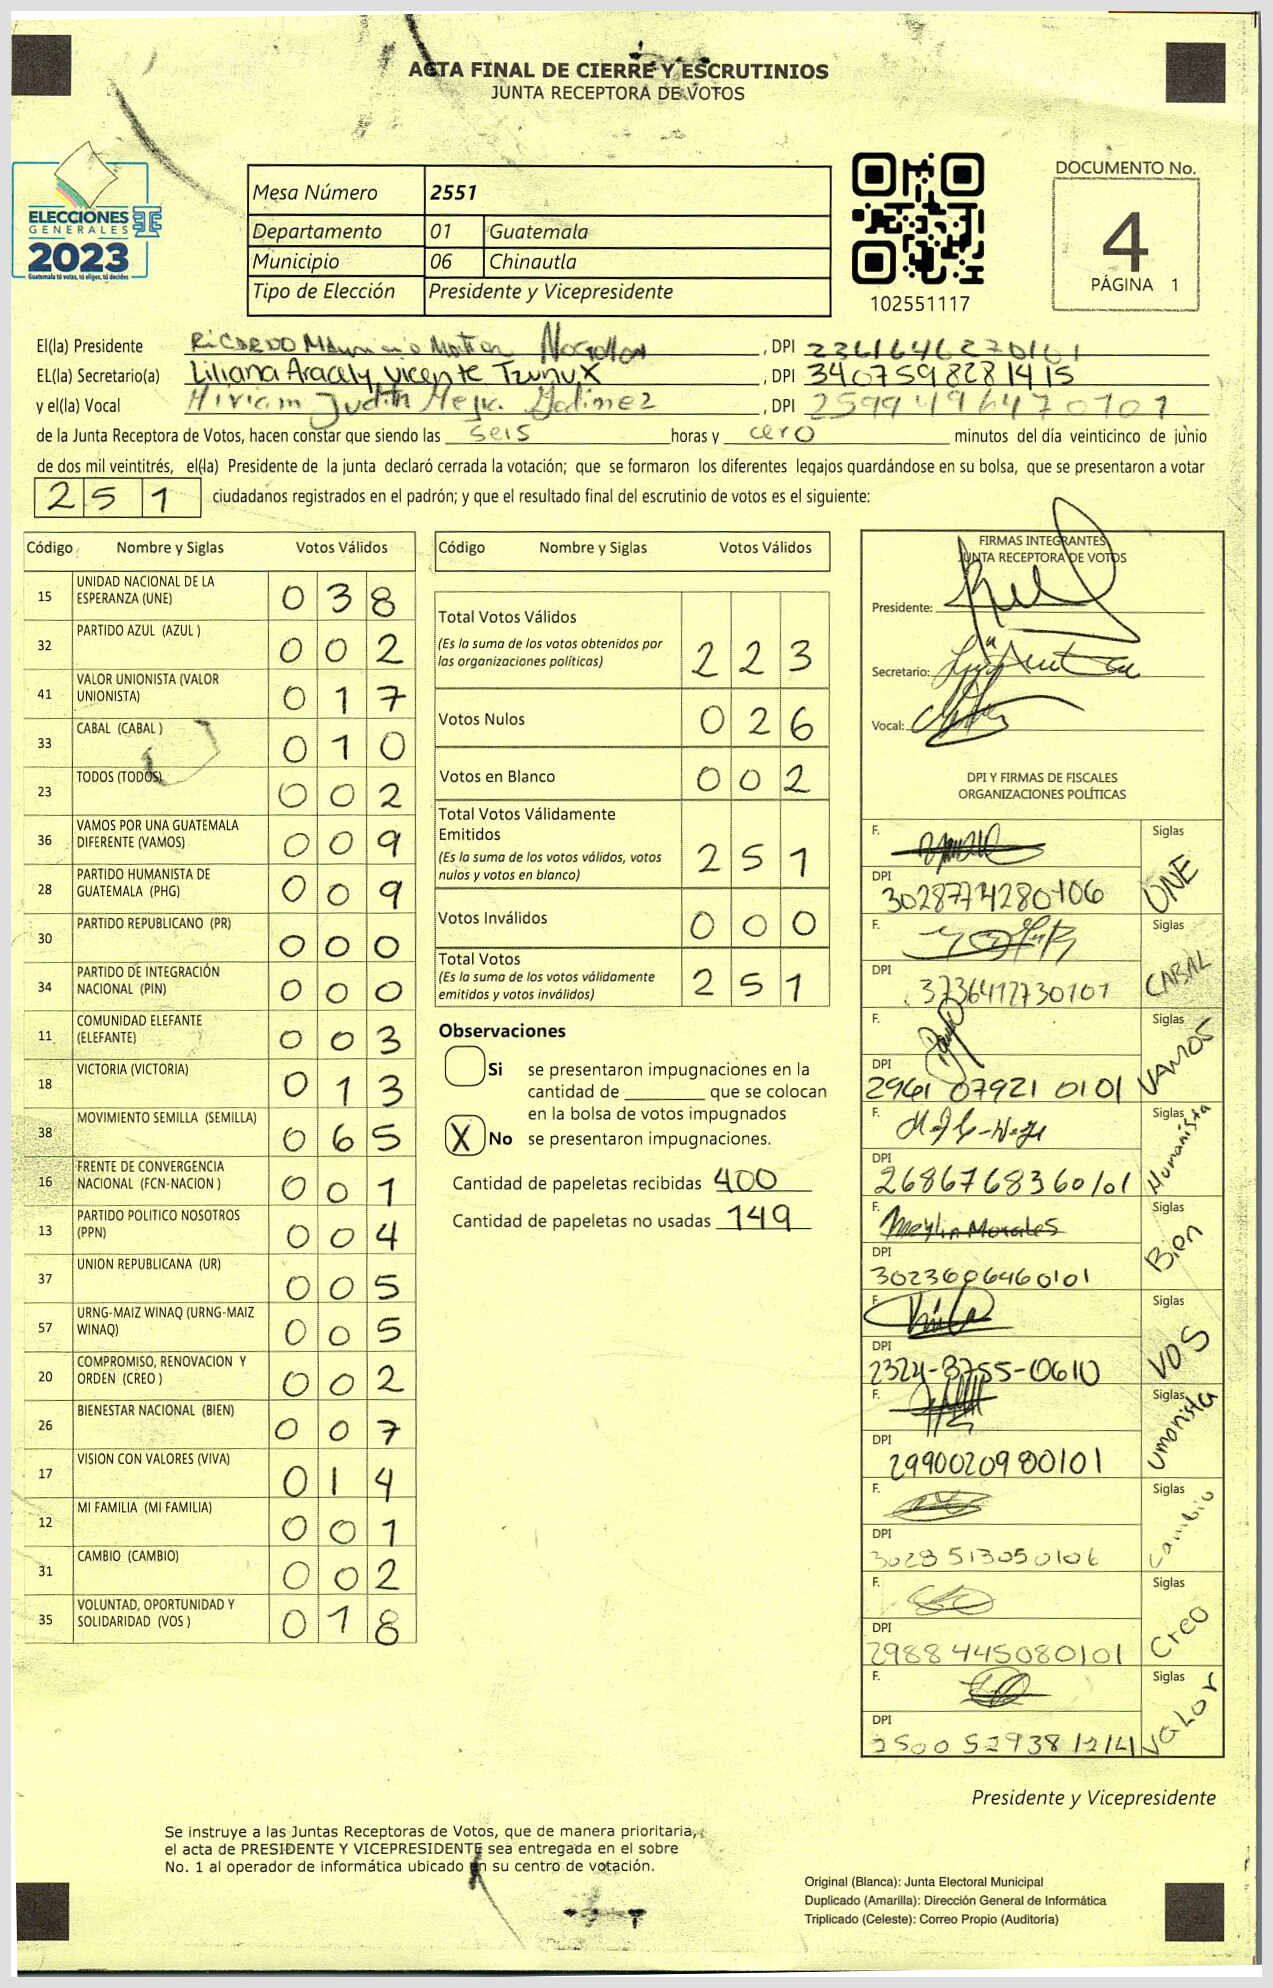 ACTA FINAL DE CIERRE Y ESCRUTINIOS
JUNTA RECEPTORA DE VOTOS
ELECCIONES
GENERALES
2023
Guatemala tú votas, tú eliges, tú decides
Mesa Número 2551
Departamento 01 Guatemala
Municipio 06 Chinautla
Tipo de Elección Presidente y Vicepresidente
102551117
DOCUMENTO No.
4
PÁGINA 1
El(la) Presidente Ricardo Mauricio , DPI 2341646270101
EL(la) Secretario(a) Liliana Aracely Vicente Tzunux , DPI 3407598281415
y el(la) Vocal Miriam Judith Mejia Godinez , DPI 2599496470101
de la Junta Receptora de Votos, hacen constar que siendo las seis horas y cero minutos del día veinticinco de junio
de dos mil veintitrés, el(la) Presidente de la junta declaró cerrada la votación; que se formaron los diferentes legajos quardándose en su bolsa, que se presentaron a votar
251 ciudadanos registrados en el padrón; y que el resultado final del escrutinio de votos es el siguiente:
Código Nombre y Siglas Votos Válidos
15 UNIDAD NACIONAL DE LA ESPERANZA (UNE) 038
32 PARTIDO AZUL (AZUL ) 002
41 VALOR UNIONISTA (VALOR UNIONISTA) 017
33 CABAL (CABAL ) 010
23 TODOS (TODOS) 002
36 VAMOS POR UNA GUATEMALA DIFERENTE (VAMOS) 009
28 PARTIDO HUMANISTA DE GUATEMALA (PHG) 009
30 PARTIDO REPUBLICANO (PR) 000
34 PARTIDO DE INTEGRACIÓN NACIONAL (PIN) 000
11 COMUNIDAD ELEFANTE (ELEFANTE) 003
18 VICTORIA (VICTORIA) 013
38 MOVIMIENTO SEMILLA (SEMILLA) 065
16 FRENTE DE CONVERGENCIA NACIONAL (FCN-NACION ) 001
13 PARTIDO POLITICO NOSOTROS (PPN) 004
37 UNION REPUBLICANA (UR) 005
57 URNG-MAIZ WINAQ (URNG-MAIZ WINAQ) 005
20 COMPROMISO, RENOVACION Y ORDEN (CREO ) 002
26 BIENESTAR NACIONAL (BIEN) 007
17 VISION CON VALORES (VIVA) 014
12 MI FAMILIA (MI FAMILIA) 001
31 CAMBIO (CAMBIO) 002
35 VOLUNTAD, OPORTUNIDAD Y SOLIDARIDAD (VOS ) 018
Código Nombre y Siglas Votos Válidos
Total Votos Válidos
(Es la suma de los votos obtenidos por
las organizaciones políticas) 223
Votos Nulos 026
Votos en Blanco 002
Total Votos Válidamente
Emitidos
(Es la suma de los votos válidos, votos
nulos y votos en blanco) 251
Votos Inválidos 000
Total Votos
(Es la suma de los votos válidamente
emitidos y votos inválidos) 251
Observaciones
Si se presentaron impugnaciones en la
cantidad de ________ que se colocan
en la bolsa de votos impugnados
X No se presentaron impugnaciones.
Cantidad de papeletas recibidas 400
Cantidad de papeletas no usadas 149
FIRMAS INTEGRANTES
JUNTA RECEPTORA DE VOTOS
Presidente:
Secretario:
Vocal:
DPI Y FIRMAS DE FISCALES
ORGANIZACIONES POLÍTICAS
F. Siglas UNE
DPI 3028774280106
F. Siglas CABAL
DPI 3736412730101
F. Siglas VAMOS
DPI 2961 07921 0101
F. Siglas Humanista
DPI 2686768360101
F. Meylin Morales Siglas Bien
DPI 3023606460101
F. Siglas VOS
DPI 2324-8755-0610
F. Siglas Umanista
DPI 2990020980101
F. Siglas Cambio
DPI 3028513050106
F. Siglas Creo
DPI 2988445080101
F. Siglas Valor
DPI 2500 52938 1214
Presidente y Vicepresidente
Se instruye a las Juntas Receptoras de Votos, que de manera prioritaria,
el acta de PRESIDENTE Y VICEPRESIDENTE sea entregada en el sobre
No. 1 al operador de informática ubicado en su centro de votación.
Original (Blanca): Junta Electoral Municipal
Duplicado (Amarilla): Dirección General de Informática
Triplicado (Celeste): Correo Propio (Auditoría)